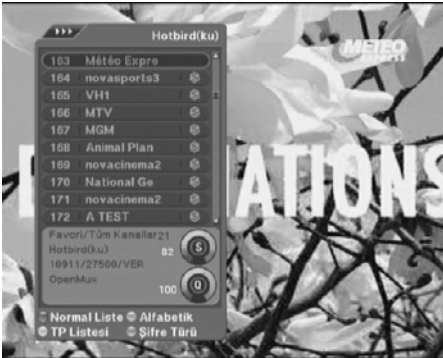 Hotbird(ku)
METEO
EXPRESS
163 Météo Expre
164 novasports3
165 VH1
166 MTV
167 MGM
168 Animal Plan
169 novacinema2
170 National Ge
171 novacinema2
172 A TEST
ATIONS
Favori/Tüm Kanallar21
Hotbird(ku) 82 S
10911/27500/VER
OpenMux 100 Q
Normal Liste Alfabetik
TP Listesi Şifre Türü